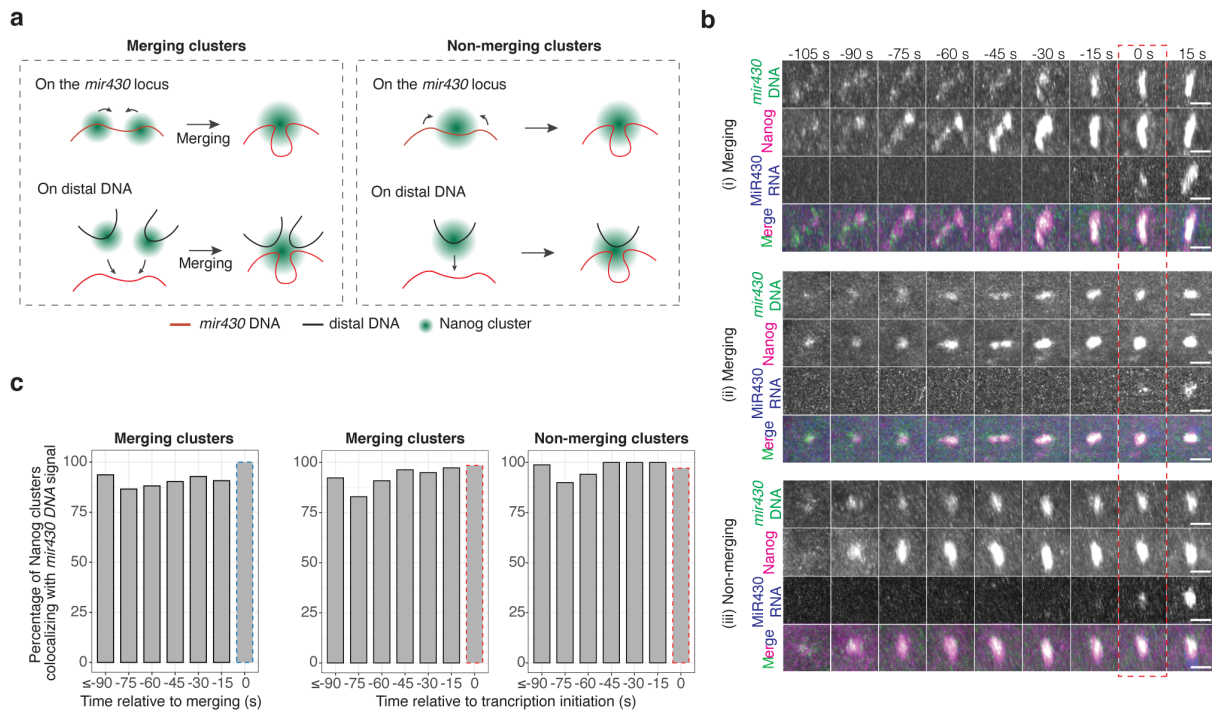 a
Merging clusters
Non-merging clusters
On the mir430 locus
Merging
On distal DNA
Merging
On the mir430 locus
On distal DNA
mir430 DNA
distal DNA
Nanog cluster
b
-105 s -90 s -75 s -60 s -45 s -30 s -15 s 0 s 15 s
(i) Merging
mir430
DNA
Nanog
MiR430
RNA
Merge
(ii) Merging
mir430
DNA
Nanog
MiR430
RNA
Merge
(iii) Non-merging
mir430
DNA
Nanog
MiR430
RNA
Merge
c
Percentage of Nanog clusters
colocalizing with mir430 DNA signal
Merging clusters
100
75
50
25
0
≤-90 -75 -60 -45 -30 -15 0
Time relative to merging (s)
Merging clusters
100
75
50
25
0
≤-90 -75 -60 -45 -30 -15 0
Non-merging clusters
100
75
50
25
0
≤-90 -75 -60 -45 -30 -15 0
Time relative to trancription initiation (s)